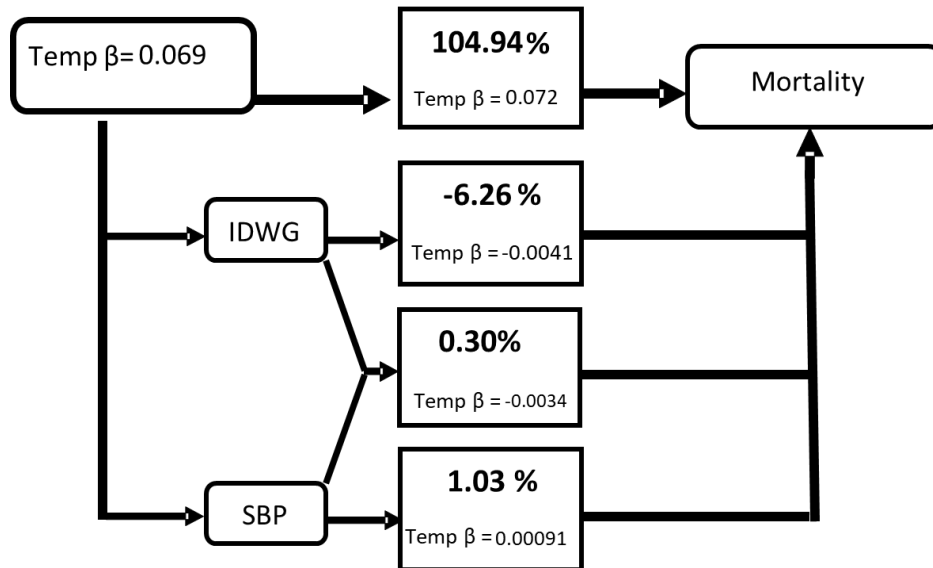 Temp β= 0.069
104.94%
Temp β = 0.072
Mortality
IDWG
-6.26 %
Temp β = -0.0041
0.30%
Temp β = -0.0034
SBP
1.03 %
Temp β = 0.00091